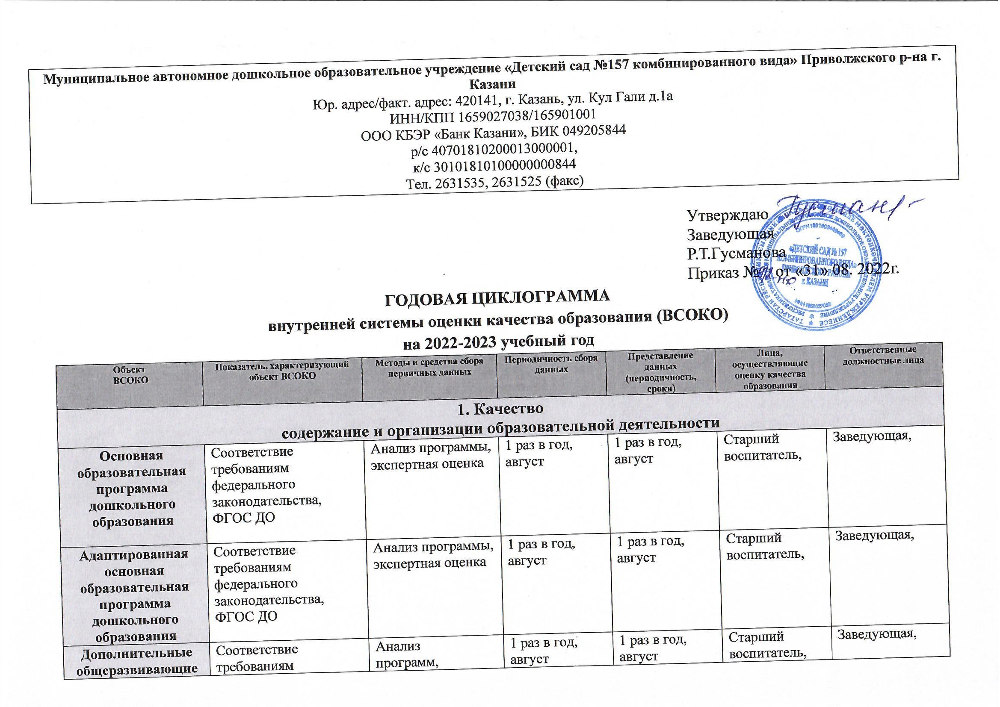 Муниципальное автономное дошкольное образовательное учреждение «Детский сад №157 комбинированного вида» Приволжского р-на г.
Казани
Юр. адрес/факт. адрес: 420141, г. Казань, ул. Кул Гали д.1а
ИНН/КПП 1659027038/165901001
ООО КБЭР «Банк Казани», БИК 049205844
р/с 40701810200013000001,
к/с 30101810100000000844
Тел. 2631535, 2631525 (факс)
Утверждаю
Заведующая
Р.Т.Гусманова
Приказ № от «31» 08. 2022г.
«ДЕТСКИЙ САД № 157
КОМБИНИРОВАННОГО ВИДА»
ПРИВОЛЖСКОГО РАЙОНА
г. КАЗАНИ
ГОДОВАЯ ЦИКЛОГРАММА
внутренней системы оценки качества образования (ВСОКО)
на 2022-2023 учебный год
Объект
ВСОКО
Показатель, характеризующий
объект ВСОКО
Методы и средства сбора
первичных данных
Периодичность сбора
данных
Представление
данных
(периодичность,
сроки)
Лица,
осуществляющие
оценку качества
образования
Ответственные
должностные лица
1. Качество
содержание и организации образовательной деятельности
Основная
образовательная
программа
дошкольного
образования
Соответствие
требованиям
федерального
законодательства,
ФГОС ДО
Анализ программы,
экспертная оценка
1 раз в год,
август
1 раз в год,
август
Старший
воспитатель,
Заведующая,
Адаптированная
основная
образовательная
программа
дошкольного
образования
Соответствие
требованиям
федерального
законодательства,
ФГОС ДО
Анализ программы,
экспертная оценка
1 раз в год,
август
1 раз в год,
август
Старший
воспитатель,
Заведующая,
Дополнительные
общеразвивающие
Соответствие
требованиям
Анализ
программ,
1 раз в год,
август
1 раз в год,
август
Старший
воспитатель,
Заведующая,